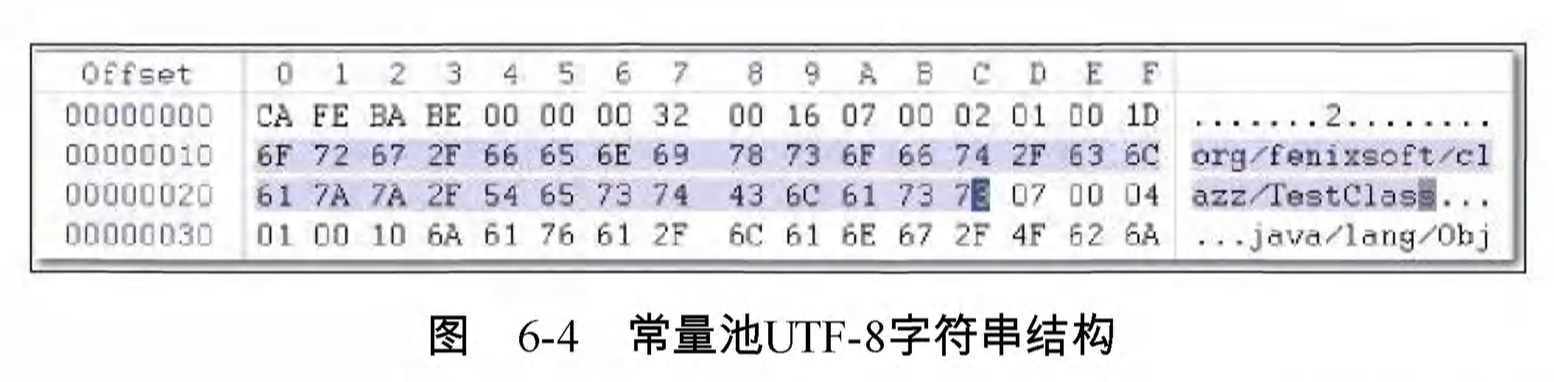 Offset 0 1 2 3 4 5 6 7 8 9 A B C D E F
00000000 CA FE BA BE 00 00 00 32 00 16 07 00 02 01 00 1D .......2........
00000010 6F 72 67 2F 66 65 6E 69 78 73 6F 66 74 2F 63 6C org/fenixsoft/cl
00000020 61 7A 7A 2F 54 65 73 74 43 6C 61 73 73 07 00 04 azz/TestClass...
00000030 01 00 10 6A 61 76 61 2F 6C 61 6E 67 2F 4F 62 6A ...java/lang/Obj
图 6-4 常量池UTF-8字符串结构